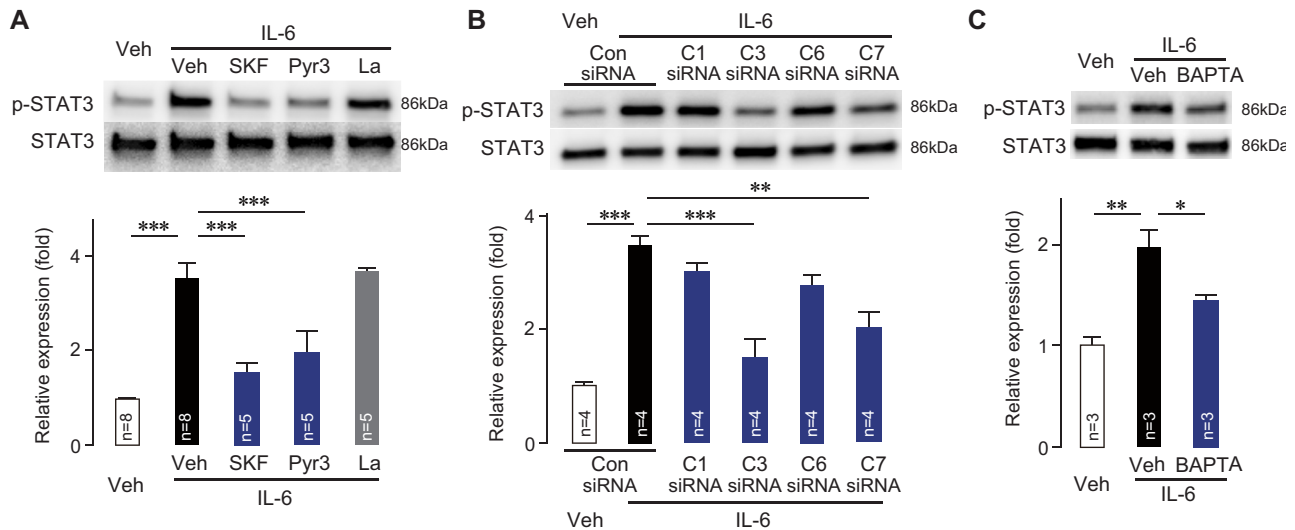 A
IL-6
Veh
Veh SKF Pyr3 La
p-STAT3
86kDa
STAT3
86kDa
Relative expression (fold)
4
2
0
***
***
***
n=8
n=8
n=5
n=5
n=5
Veh SKF Pyr3 La
Veh
IL-6
B
Veh
IL-6
Con
siRNA
C1
siRNA
C3
siRNA
C6
siRNA
C7
siRNA
p-STAT3
86kDa
STAT3
86kDa
Relative expression (fold)
4
2
0
**
***
***
n=4
n=4
n=4
n=4
n=4
n=4
Con
siRNA
C1
siRNA
C3
siRNA
C6
siRNA
C7
siRNA
Veh
IL-6
C
IL-6
Veh
Veh BAPTA
p-STAT3
86kDa
STAT3
86kDa
Relative expression (fold)
2
1
0
**
*
n=3
n=3
n=3
Veh BAPTA
Veh
IL-6